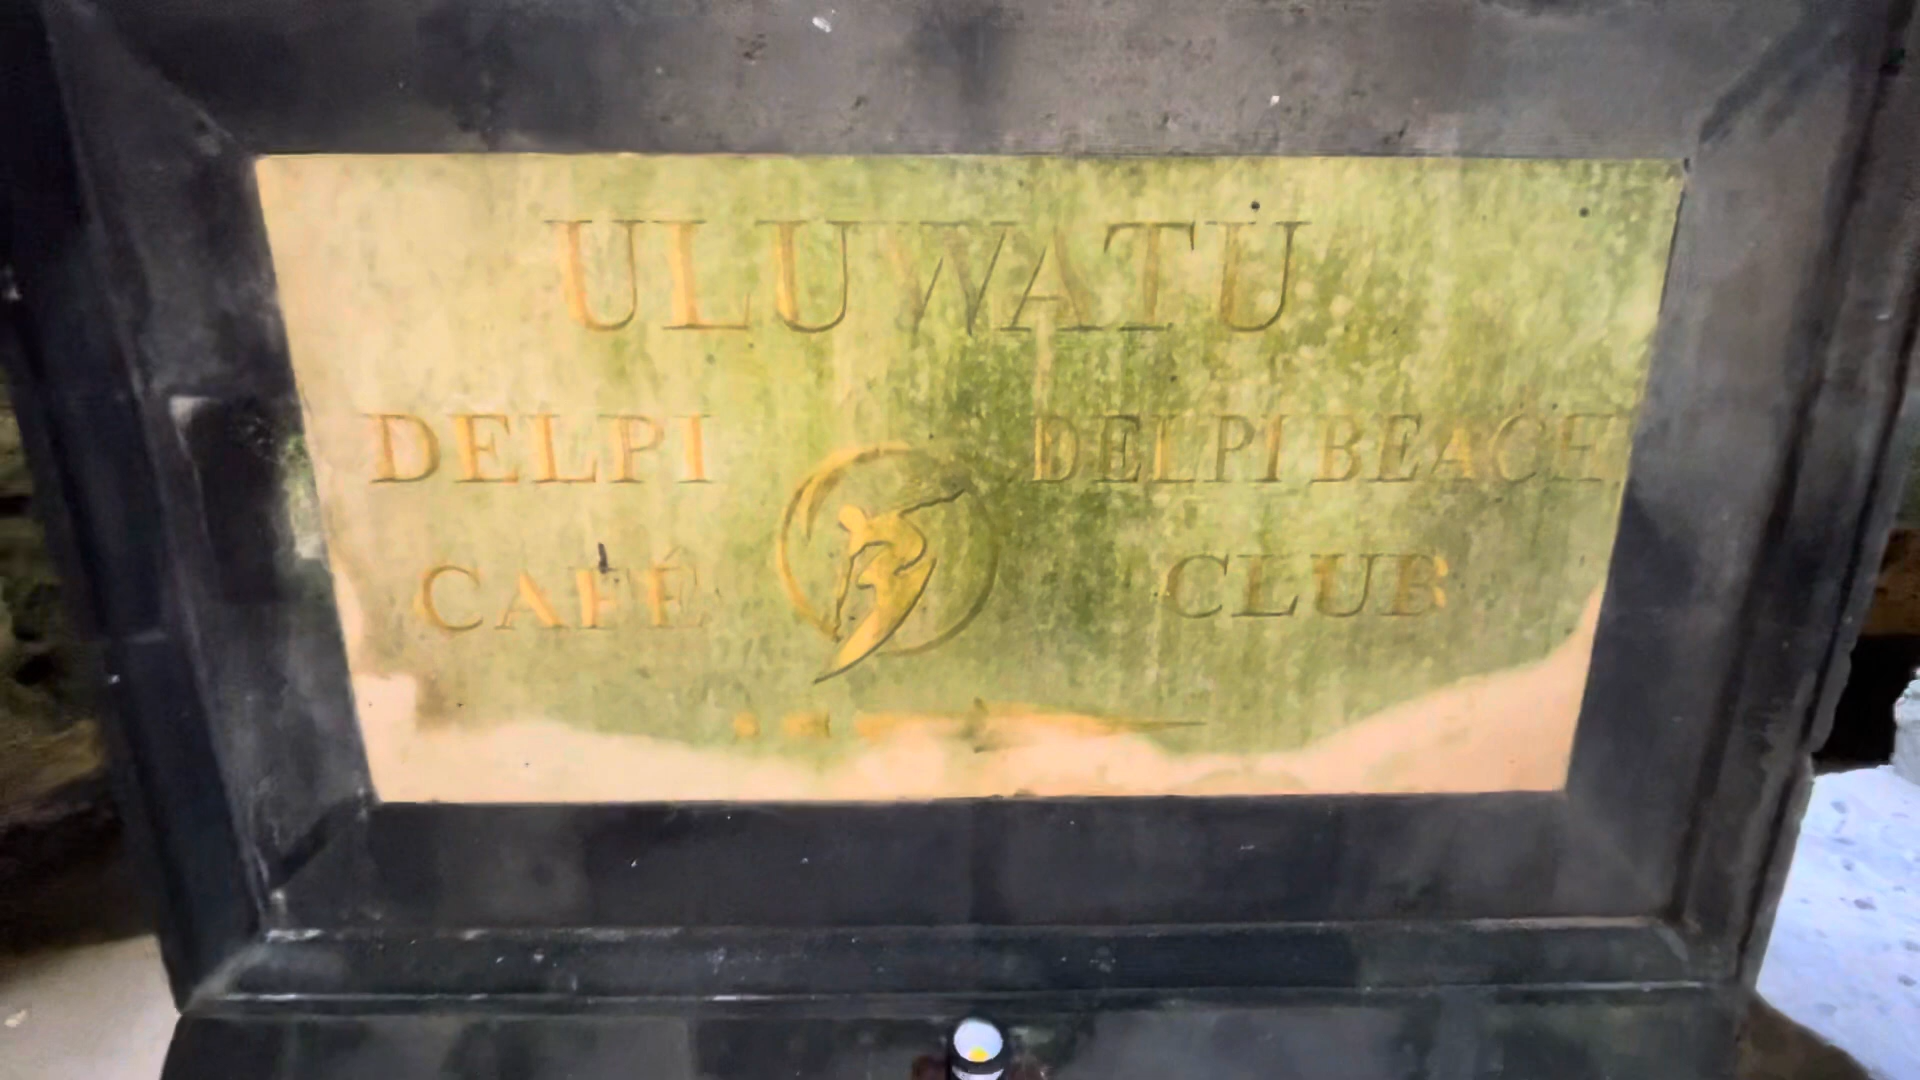 ULUWATU
DELPI
CAFÉ
DELPI BEACH
CLUB